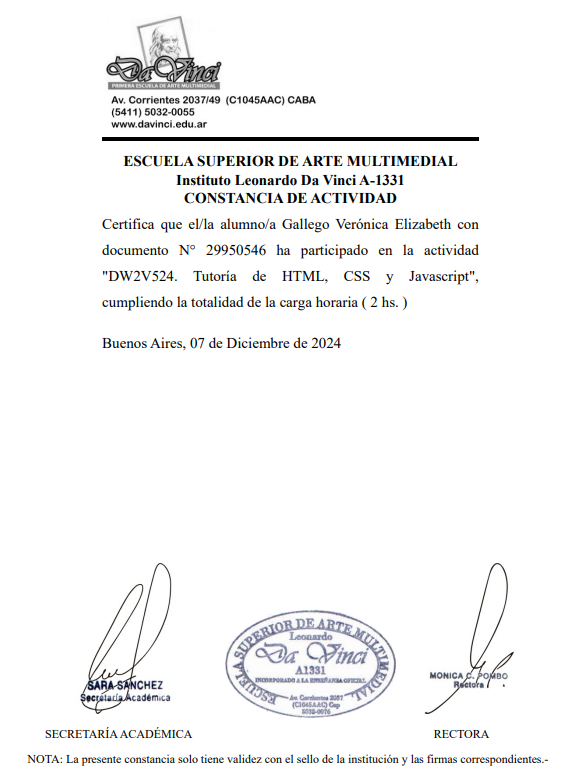 Da Vinci
PRIMERA ESCUELA DE ARTE MULTIMEDIAL
Av. Corrientes 2037/49 (C1045AAC) CABA
(5411) 5032-0055
www.davinci.edu.ar
ESCUELA SUPERIOR DE ARTE MULTIMEDIAL
Instituto Leonardo Da Vinci A-1331
CONSTANCIA DE ACTIVIDAD
Certifica que el/la alumno/a Gallego Verónica Elizabeth con
documento N° 29950546 ha participado en la actividad
"DW2V524. Tutoría de HTML, CSS y Javascript",
cumpliendo la totalidad de la carga horaria ( 2 hs. )
Buenos Aires, 07 de Diciembre de 2024
SARA SANCHEZ
Secretaría Académica
ESCUELA SUPERIOR DE ARTE MULTIMEDIAL
Leonardo
Da Vinci
A1331
INCORPORADO A LA ENSEÑANZA OFICIAL
Av. Corrientes 2037
(C1045AAC) Cap
5032-0076
MONICA C. POMBO
Rectora
SECRETARÍA ACADÉMICA
RECTORA
NOTA: La presente constancia solo tiene validez con el sello de la institución y las firmas correspondientes.-